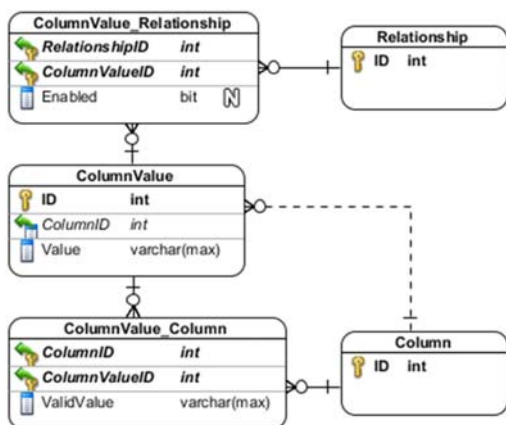 ColumnValue_Relationship
RelationshipID int
ColumnValueID int
Enabled bit N
Relationship
ID int
ColumnValue
ID int
ColumnID int
Value varchar(max)
ColumnValue_Column
ColumnID int
ColumnValueID int
ValidValue varchar(max)
Column
ID int